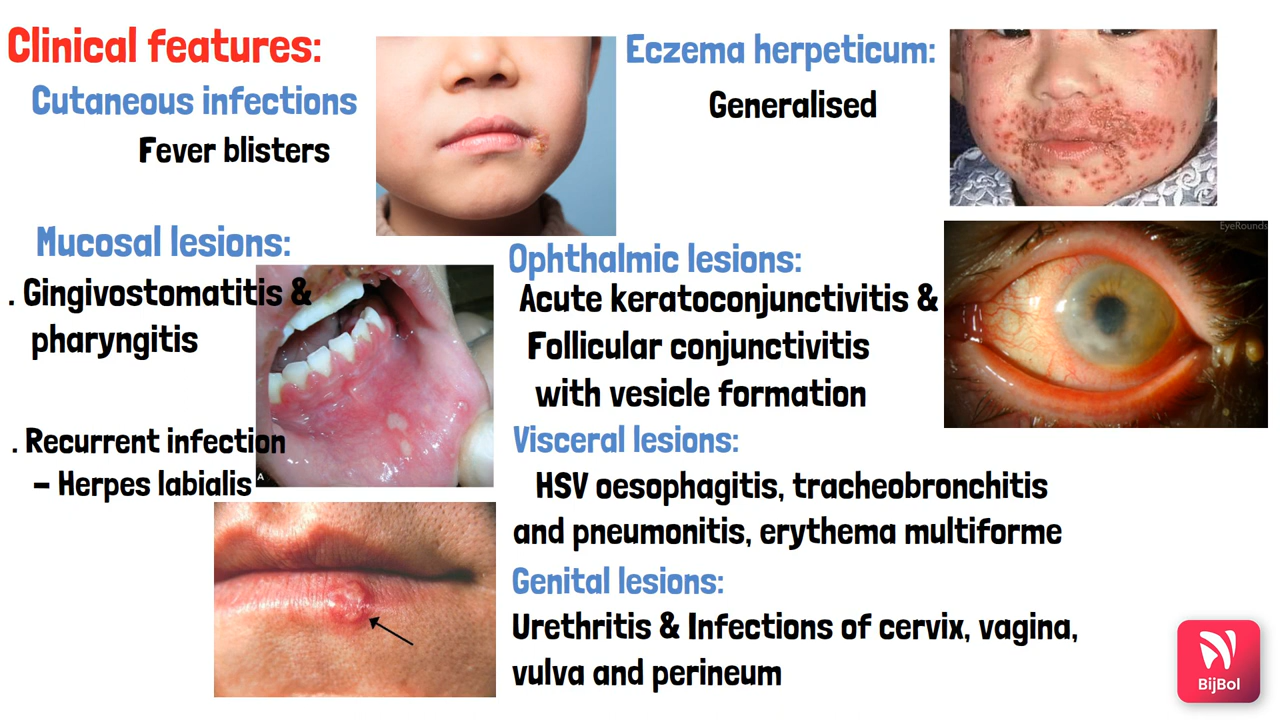 Clinical features:
Cutaneous infections
Fever blisters
Mucosal lesions:
. Gingivostomatitis &
pharyngitis
. Recurrent infection
– Herpes labialis
A
Eczema herpeticum:
Generalised
EyeRounds
Ophthalmic lesions:
Acute keratoconjunctivitis &
Follicular conjunctivitis
with vesicle formation
Visceral lesions:
HSV oesophagitis, tracheobronchitis
and pneumonitis, erythema multiforme
Genital lesions:
Urethritis & Infections of cervix, vagina,
vulva and perineum
BijBol